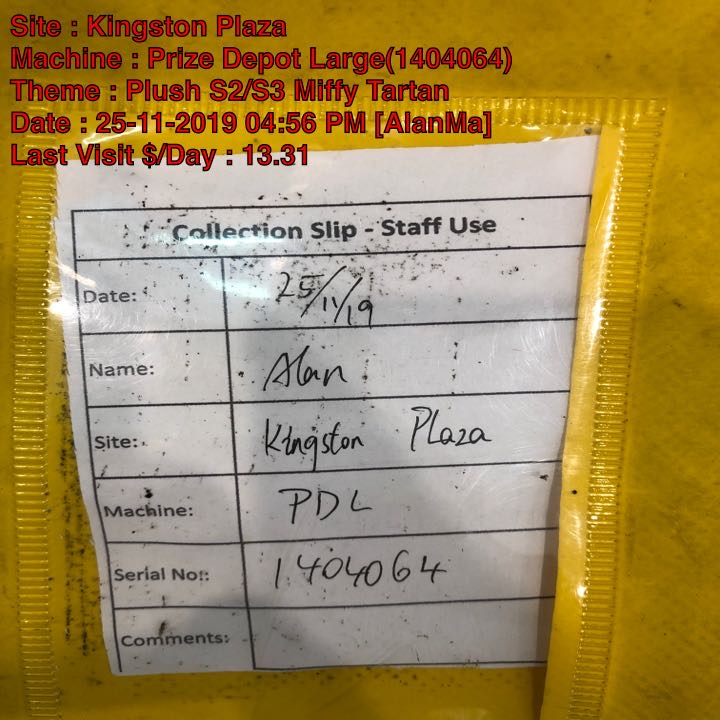 Site : Kingston Plaza
Machine : Prize Depot Large(1404064)
Theme : Plush S2/S3 Miffy Tartan
Date : 25-11-2019 04:56 PM [AlanMa]
Last Visit $/Day : 13.31
Collection Slip - Staff Use
Date: 25/11/19
Name: Alan
Site: Kingston Plaza
Machine: PDL
Serial No: 1404064
Comments: